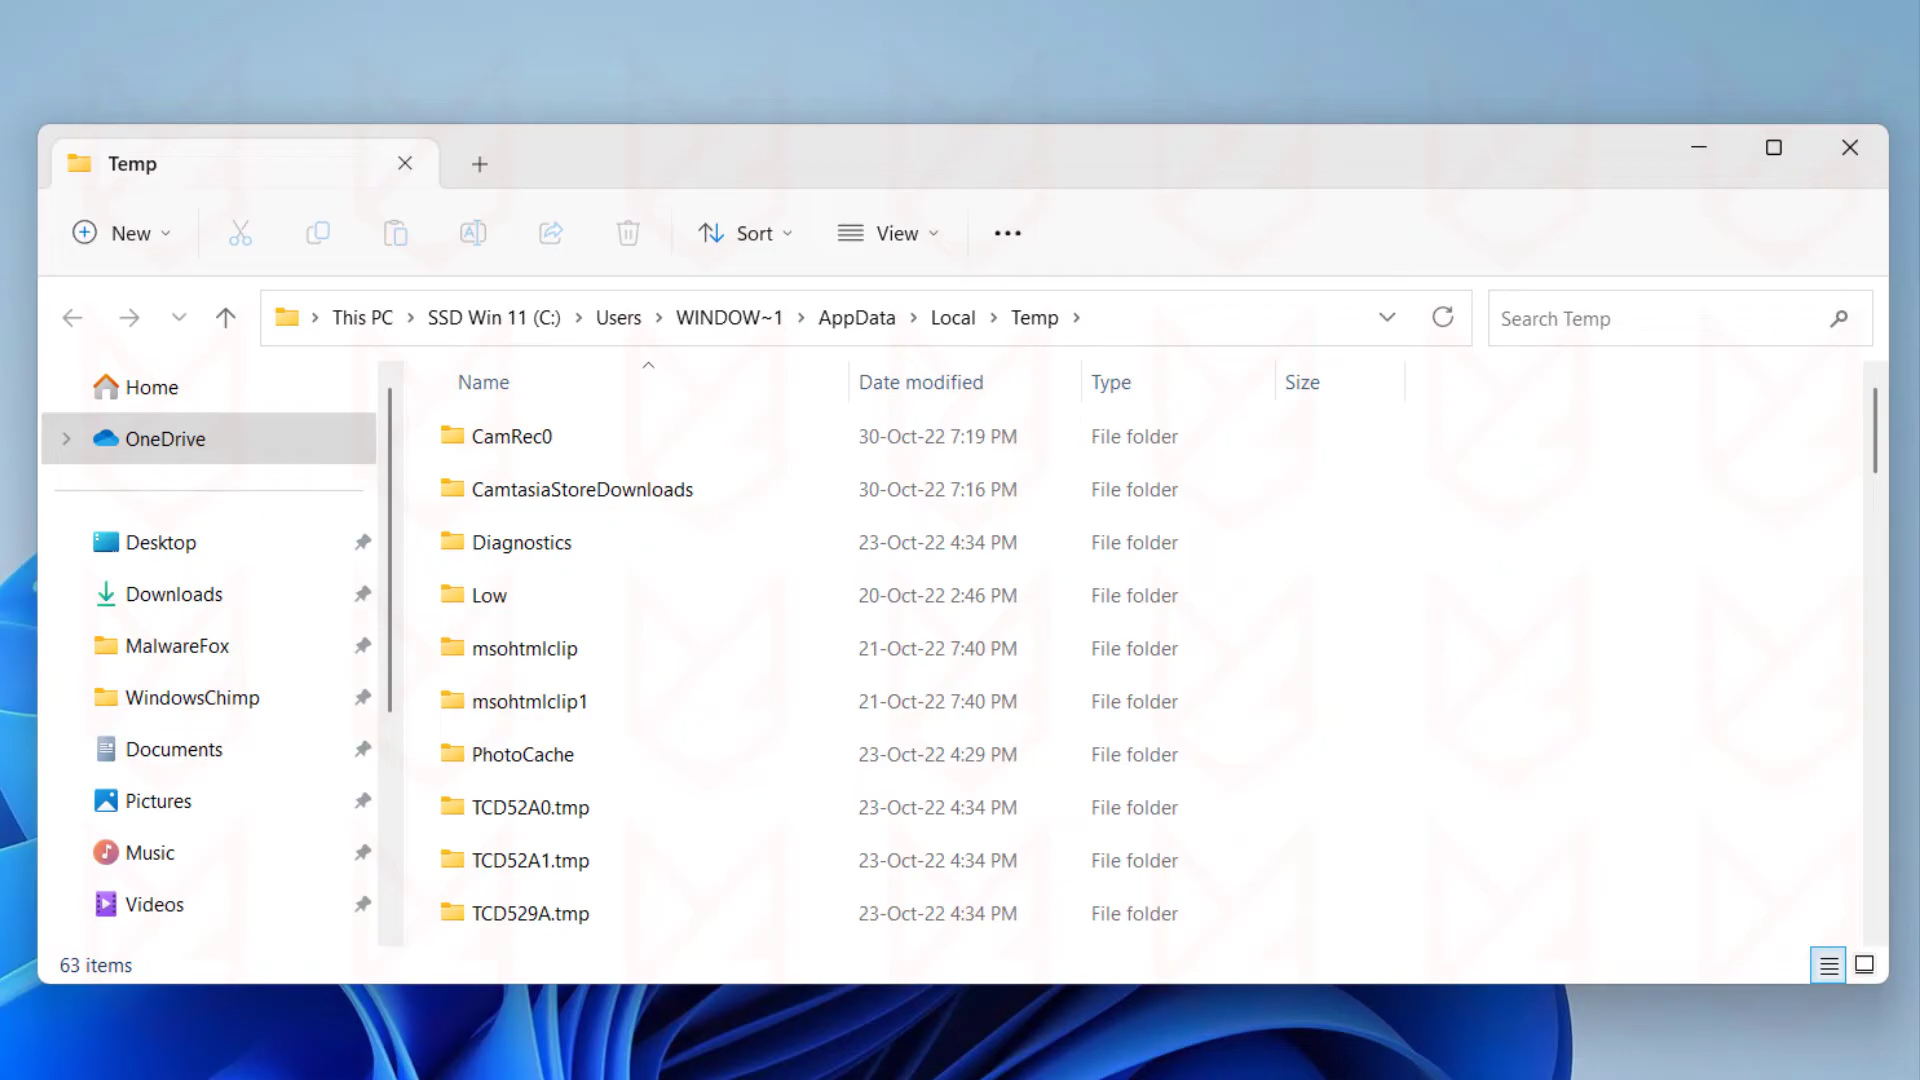 Temp
New
Sort
View
This PC
SSD Win 11 (C:)
Users
WINDOW~1
AppData
Local
Temp
Search Temp
Home
OneDrive
Desktop
Downloads
MalwareFox
WindowsChimp
Documents
Pictures
Music
Videos
Name Date modified Type Size
CamRec0 30-Oct-22 7:19 PM File folder
CamtasiaStoreDownloads 30-Oct-22 7:16 PM File folder
Diagnostics 23-Oct-22 4:34 PM File folder
Low 20-Oct-22 2:46 PM File folder
msohtmlclip 21-Oct-22 7:40 PM File folder
msohtmlclip1 21-Oct-22 7:40 PM File folder
PhotoCache 23-Oct-22 4:29 PM File folder
TCD52A0.tmp 23-Oct-22 4:34 PM File folder
TCD52A1.tmp 23-Oct-22 4:34 PM File folder
TCD529A.tmp 23-Oct-22 4:34 PM File folder
63 items